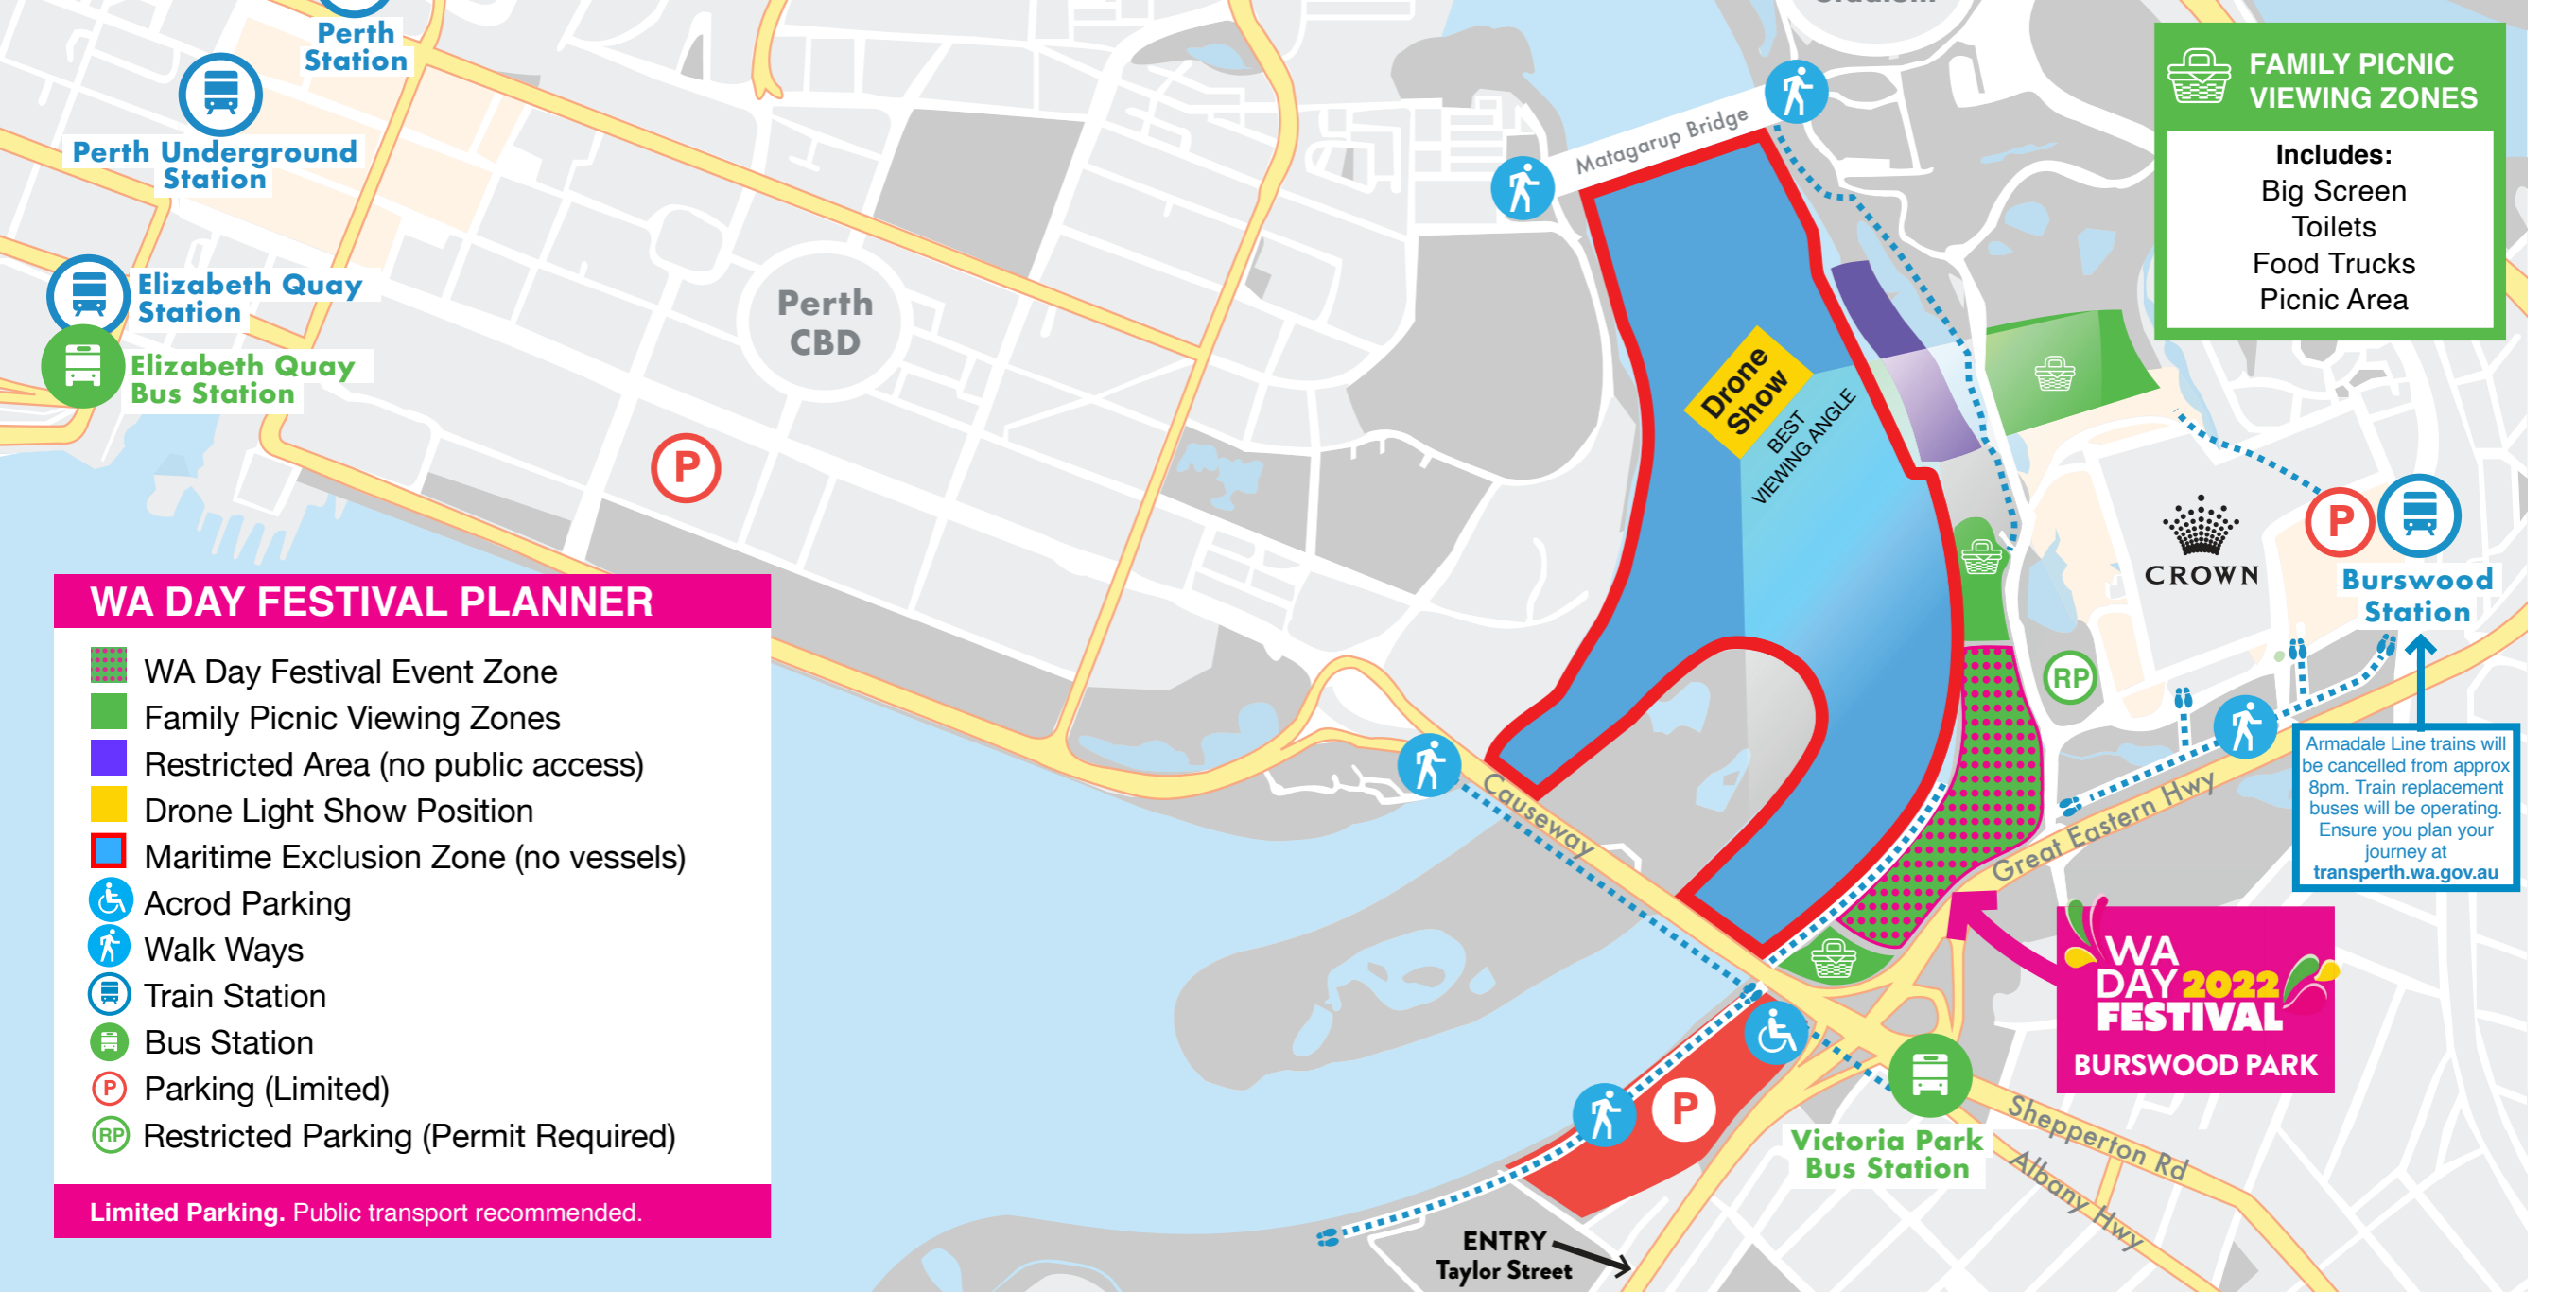 Stadium
Perth
Station
Perth Underground
Station
Elizabeth Quay
Station
Elizabeth Quay
Bus Station
Perth
CBD
P
Matagarup Bridge
Drone
Show
BEST
VIEWING ANGLE
FAMILY PICNIC
VIEWING ZONES
Includes:
Big Screen
Toilets
Food Trucks
Picnic Area
CROWN
P
Burswood
Station
RP
Armadale Line trains will
be cancelled from approx
8pm. Train replacement
buses will be operating.
Ensure you plan your
journey at
transperth.wa.gov.au
Causeway
Great Eastern Hwy
WA
DAY 2022
FESTIVAL
BURSWOOD PARK
P
Victoria Park
Bus Station
Shepperton Rd
Albany Hwy
ENTRY
Taylor Street
WA DAY FESTIVAL PLANNER
WA Day Festival Event Zone
Family Picnic Viewing Zones
Restricted Area (no public access)
Drone Light Show Position
Maritime Exclusion Zone (no vessels)
Acrod Parking
Walk Ways
Train Station
Bus Station
P Parking (Limited)
RP Restricted Parking (Permit Required)
Limited Parking. Public transport recommended.